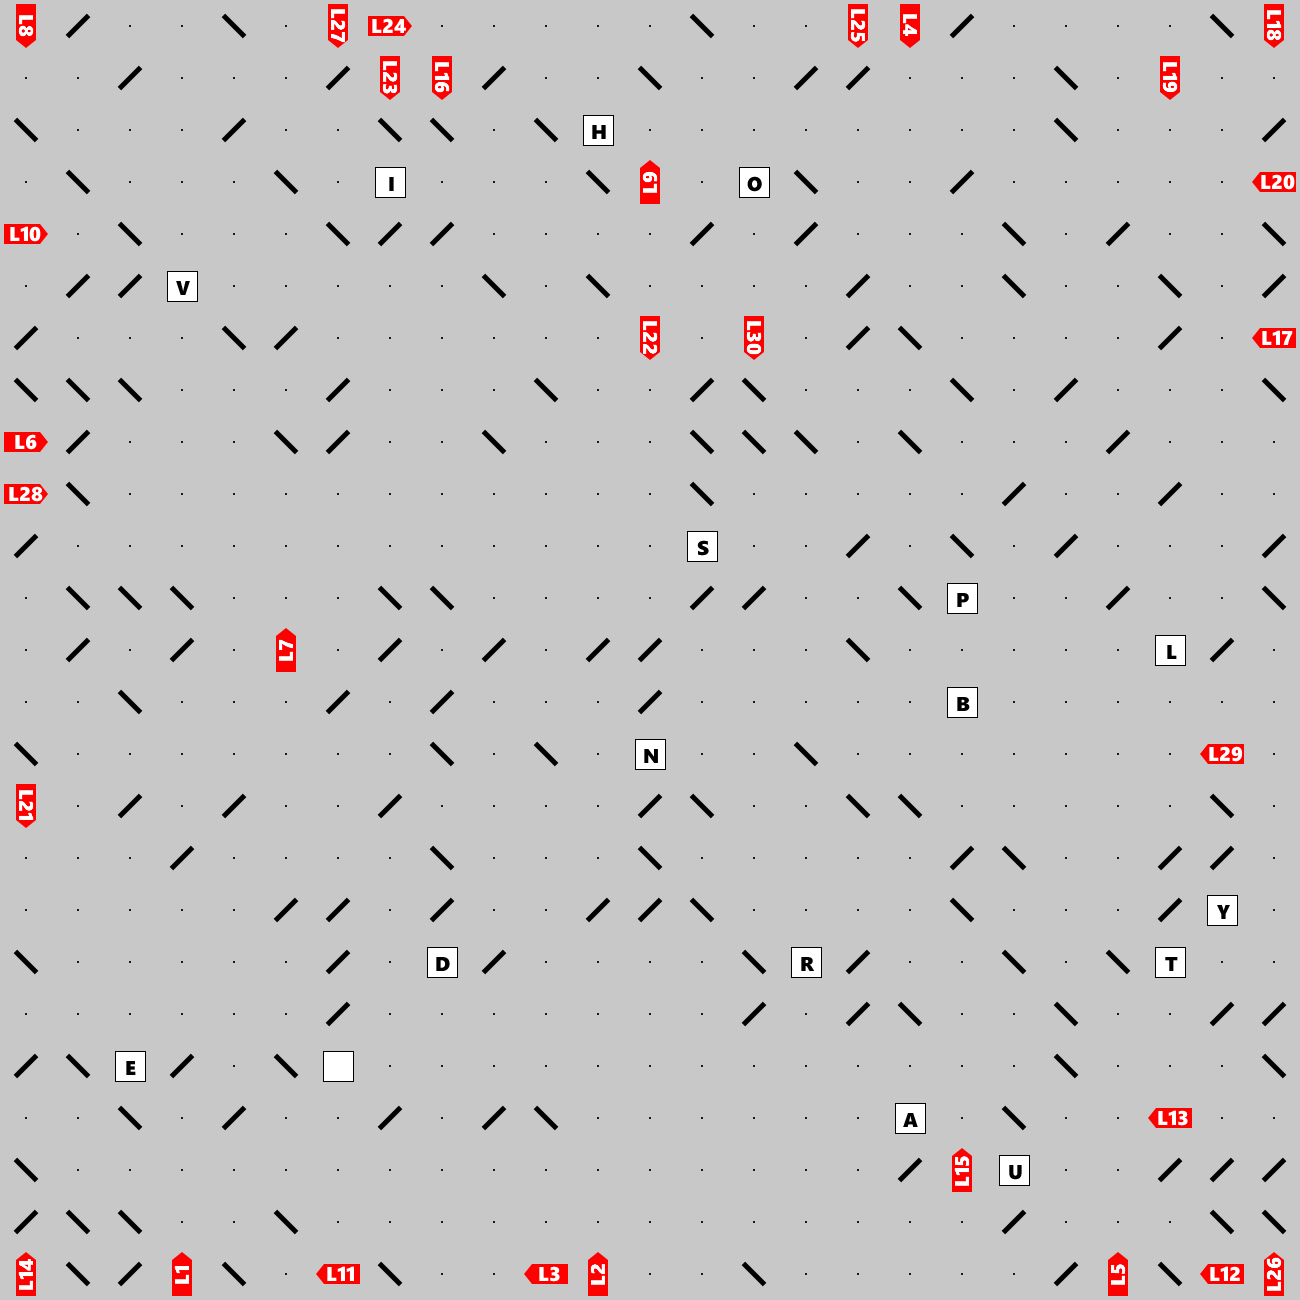 L8 L27 L24 L25 L4 L18
L23 L16 L19
H
I L9 O L20
L10
V
L22 L30 L17
L6
L28
S
P
L7 L
B
N L29
L21
Y
D R T
E
A L13
L15 U
L14 L1 L11 L3 L2 L5 L12 L26